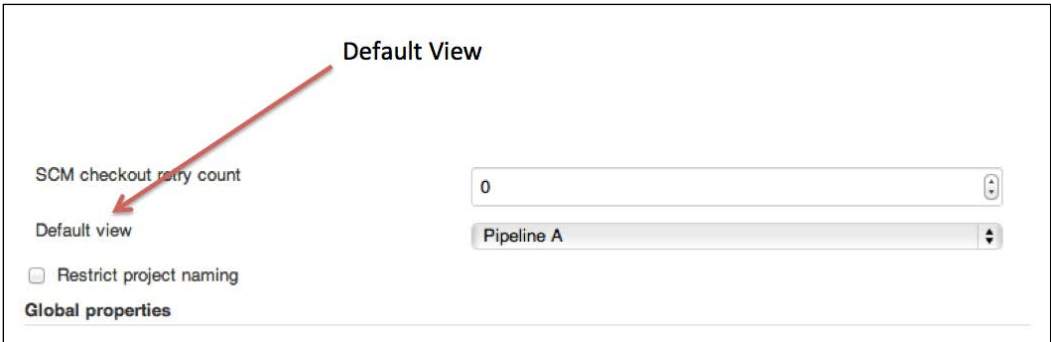 Default View
SCM checkout retry count
0
Default view
Pipeline A
Restrict project naming
Global properties